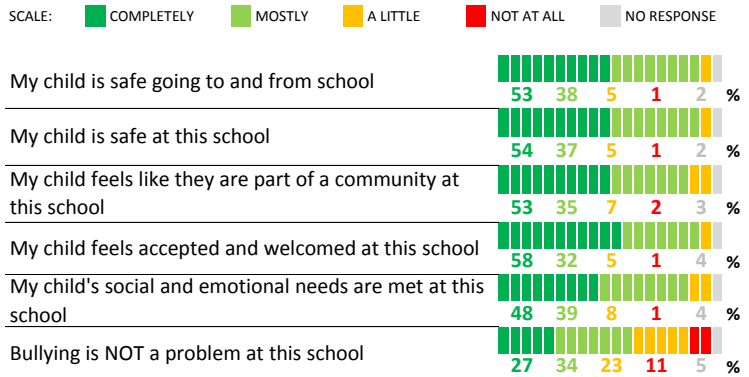 SCALE: COMPLETELY MOSTLY A LITTLE NOT AT ALL NO RESPONSE
My child is safe going to and from school
53 38 5 1 2 %
My child is safe at this school
54 37 5 1 2 %
My child feels like they are part of a community at
this school
53 35 7 2 3 %
My child feels accepted and welcomed at this school
58 32 5 1 4 %
My child's social and emotional needs are met at this
school
48 39 8 1 4 %
Bullying is NOT a problem at this school
27 34 23 11 5 %